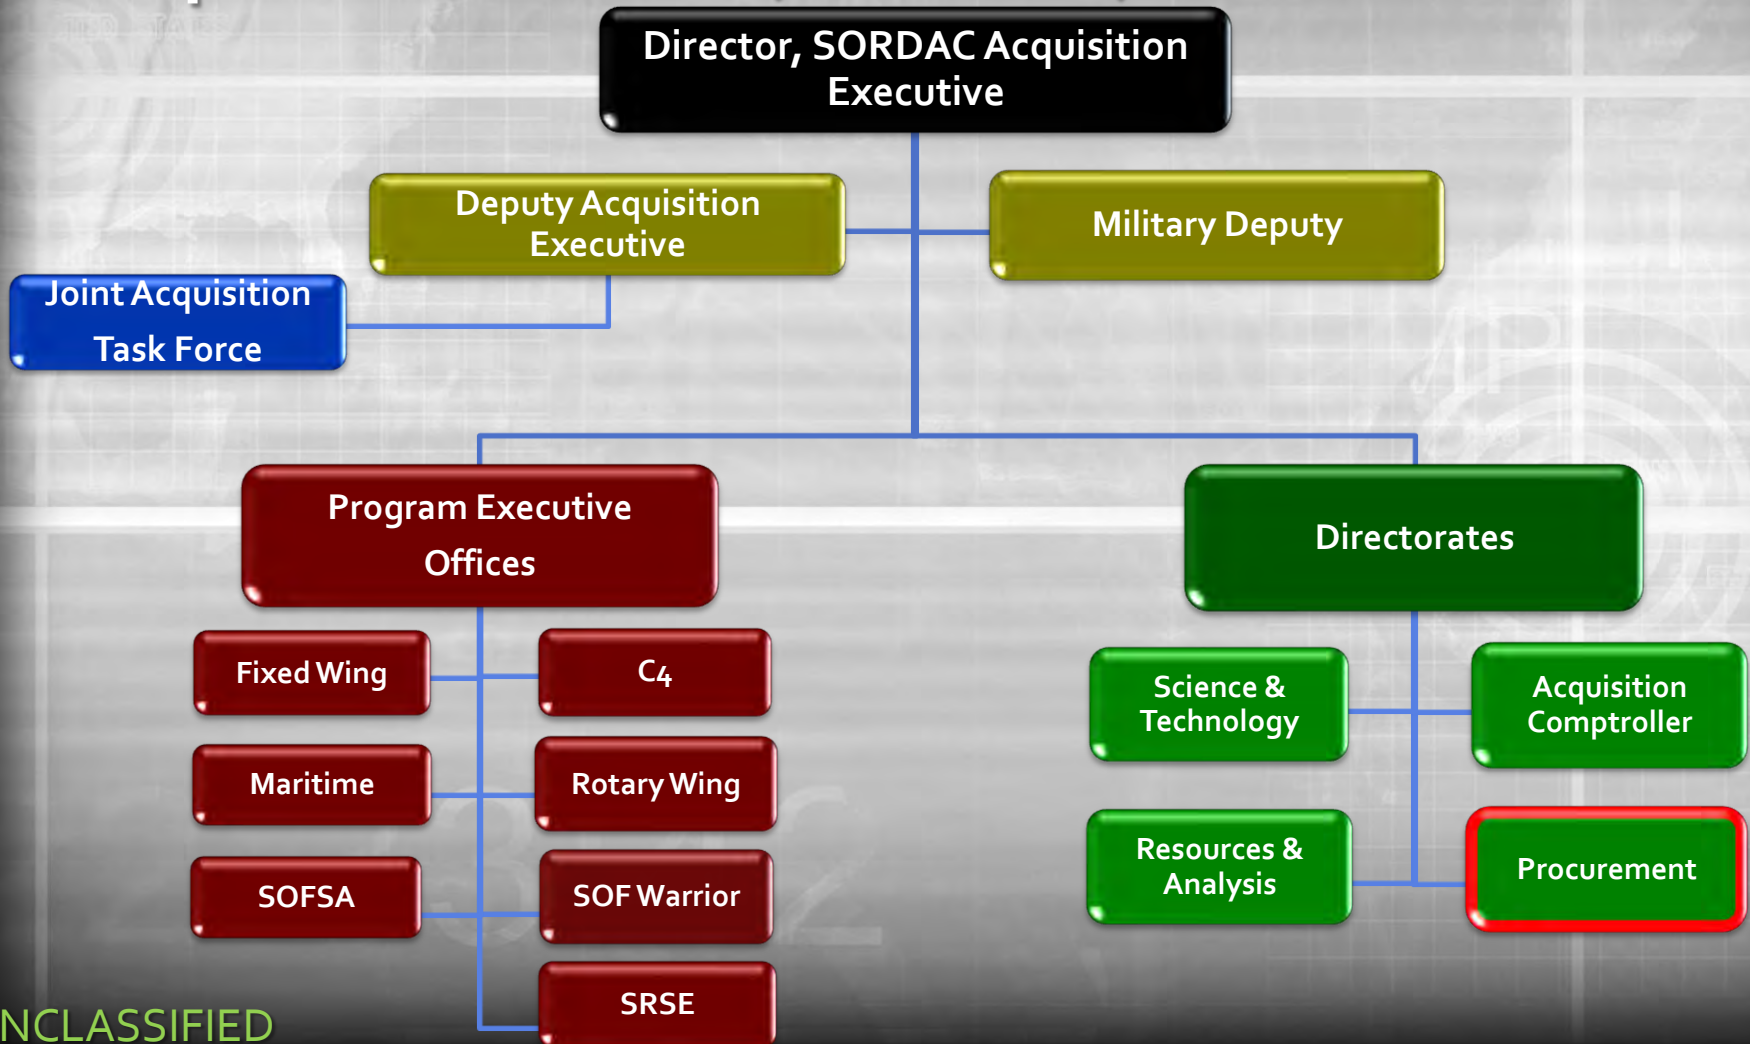 Director, SORDAC Acquisition
Executive
Deputy Acquisition
Executive
Military Deputy
Joint Acquisition
Task Force
Program Executive
Offices
Directorates
Fixed Wing
C4
Science &
Technology
Acquisition
Comptroller
Maritime
Rotary Wing
Resources &
Analysis
Procurement
SOFSA
SOF Warrior
SRSE
NCLASSIFIED